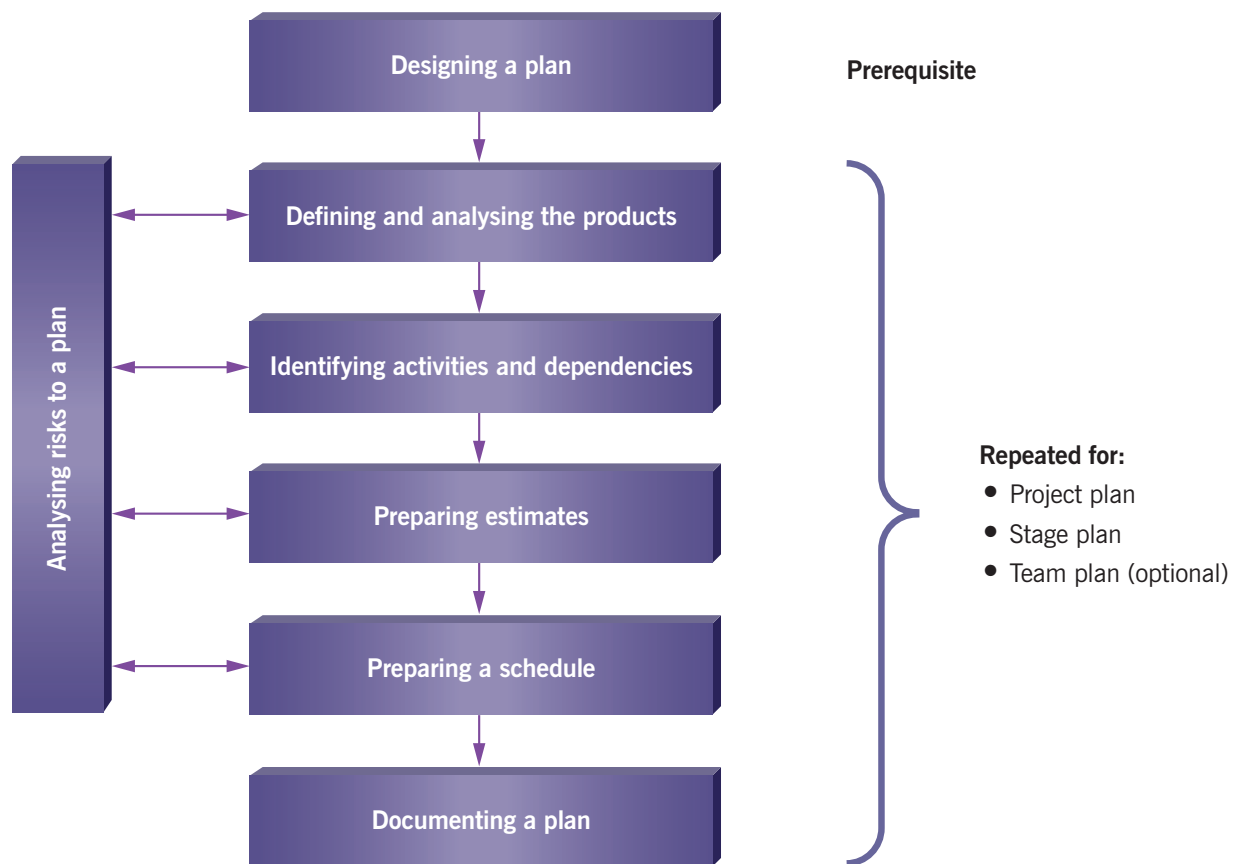 Designing a plan
Prerequisite
Defining and analysing the products
Analysing risks to a plan
Identifying activities and dependencies
Preparing estimates
Preparing a schedule
Documenting a plan
Repeated for:
• Project plan
• Stage plan
• Team plan (optional)